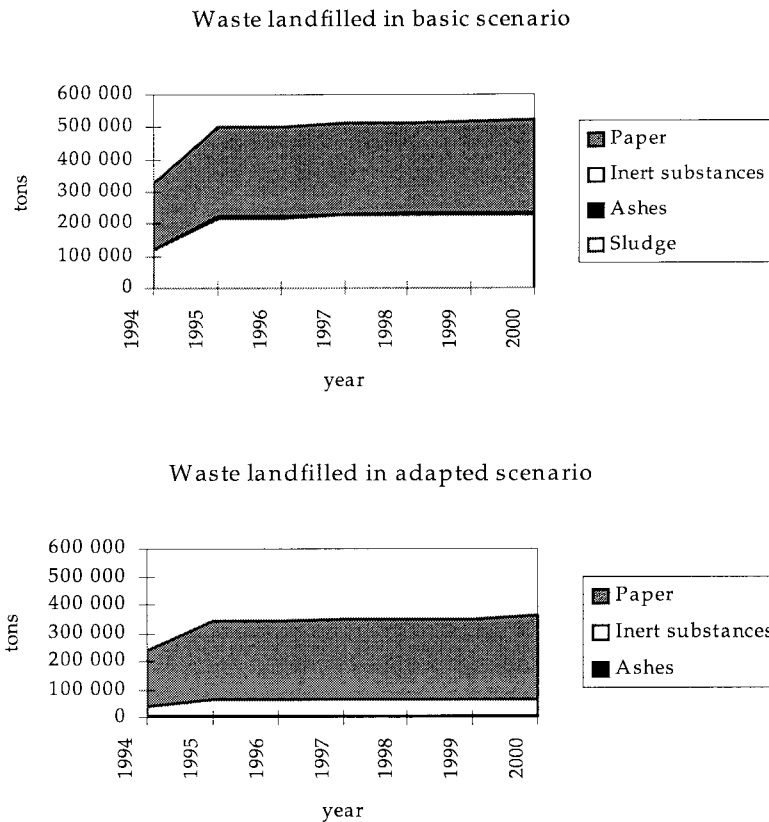 Waste landfilled in basic scenario
600 000
500 000
400 000
300 000
200 000
100 000
0
tons
1994
1995
1996
1997
1998
1999
2000
year
Paper
Inert substances
Ashes
Sludge
Waste landfilled in adapted scenario
600 000
500 000
400 000
300 000
200 000
100 000
0
tons
1994
1995
1996
1997
1998
1999
2000
year
Paper
Inert substances
Ashes